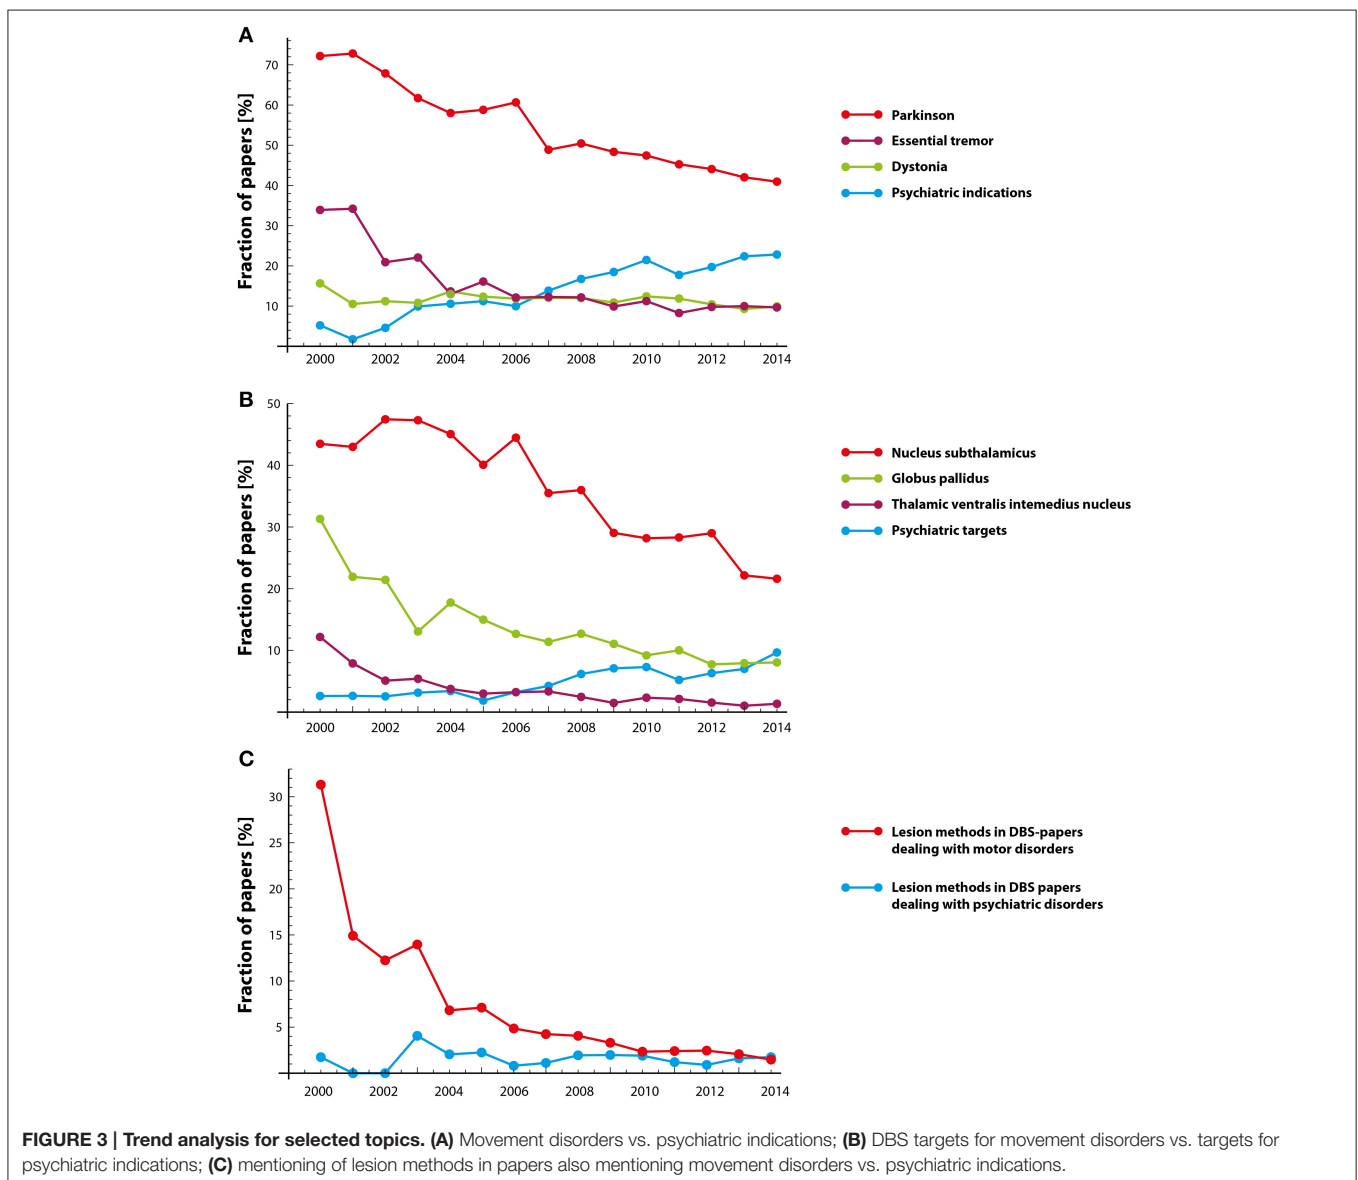 A
Fraction of papers [%]
70
60
50
40
30
20
10
2000 2002 2004 2006 2008 2010 2012 2014
Parkinson
Essential tremor
Dystonia
Psychiatric indications
B
Fraction of papers [%]
50
40
30
20
10
2000 2002 2004 2006 2008 2010 2012 2014
Nucleus subthalamicus
Globus pallidus
Thalamic ventralis intemedius nucleus
Psychiatric targets
C
Fraction of papers [%]
30
25
20
15
10
5
2000 2002 2004 2006 2008 2010 2012 2014
Lesion methods in DBS-papers
dealing with motor disorders
Lesion methods in DBS papers
dealing with psychiatric disorders
FIGURE 3 | Trend analysis for selected topics. (A) Movement disorders vs. psychiatric indications; (B) DBS targets for movement disorders vs. targets for
psychiatric indications; (C) mentioning of lesion methods in papers also mentioning movement disorders vs. psychiatric indications.